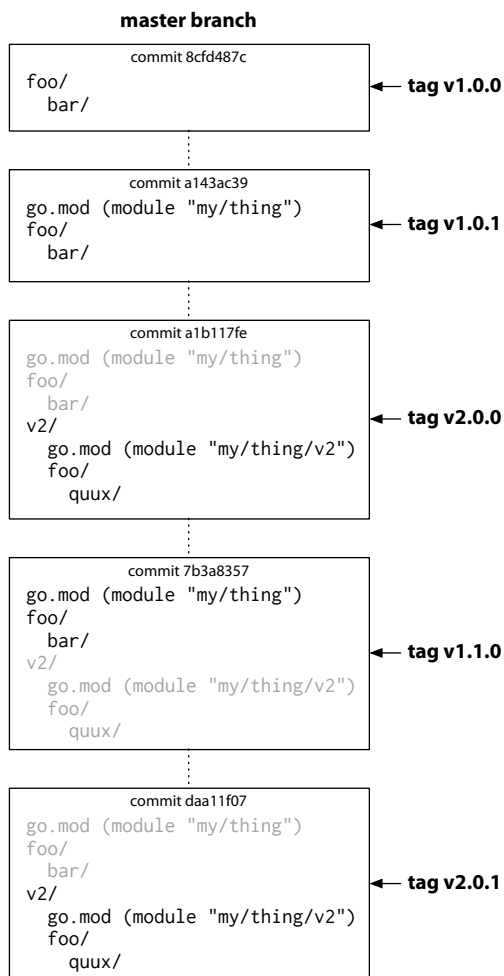 master branch
commit 8cfd487c
foo/
  bar/
tag v1.0.0
commit a143ac39
go.mod (module "my/thing")
foo/
  bar/
tag v1.0.1
commit a1b117fe
go.mod (module "my/thing")
foo/
  bar/
v2/
  go.mod (module "my/thing/v2")
  foo/
    quux/
tag v2.0.0
commit 7b3a8357
go.mod (module "my/thing")
foo/
  bar/
v2/
  go.mod (module "my/thing/v2")
  foo/
    quux/
tag v1.1.0
commit daa11f07
go.mod (module "my/thing")
foo/
  bar/
v2/
  go.mod (module "my/thing/v2")
  foo/
    quux/
tag v2.0.1